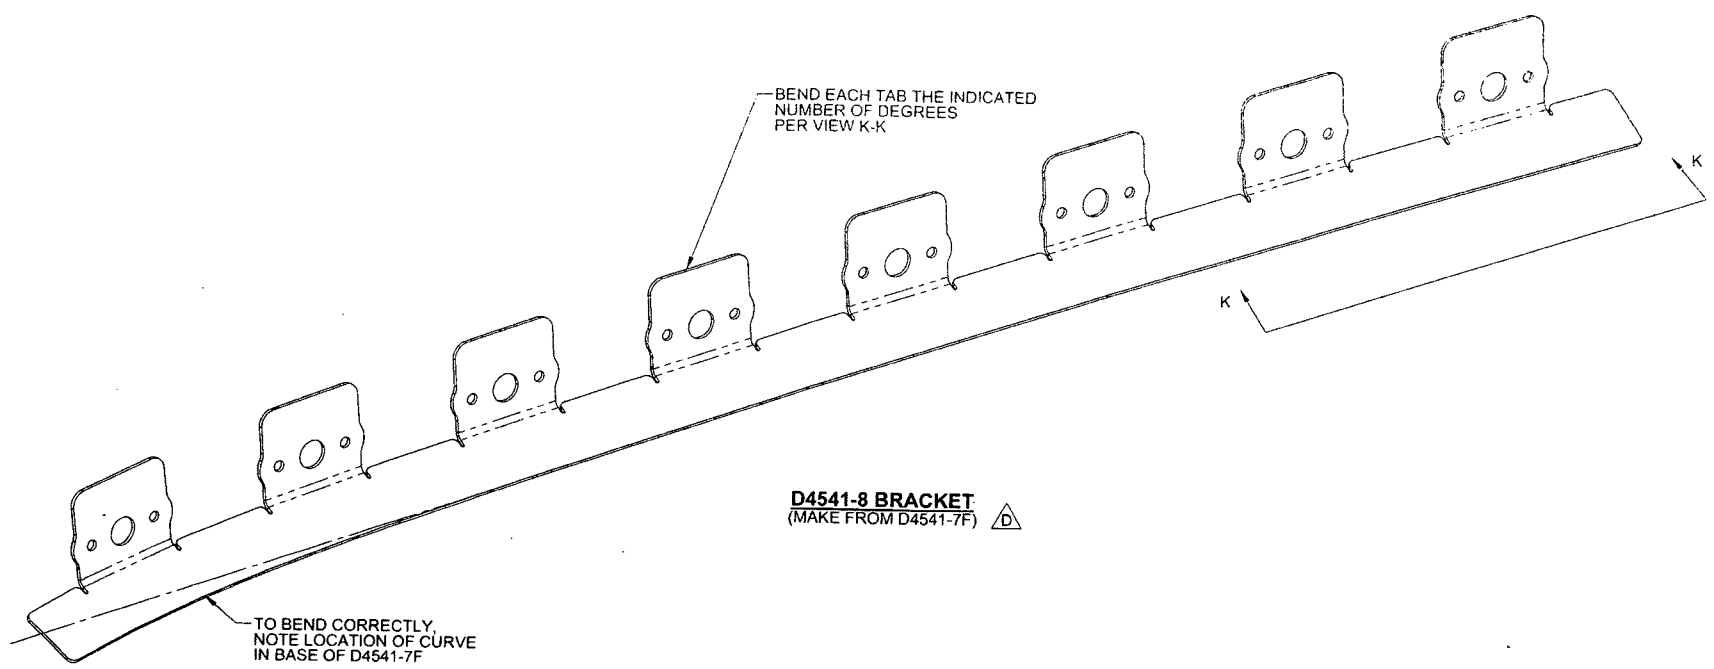 BEND EACH TAB THE INDICATED
NUMBER OF DEGREES
PER VIEW K-K
K
K
D4541-8 BRACKET
(MAKE FROM D4541-7F) D
TO BEND CORRECTLY,
NOTE LOCATION OF CURVE
IN BASE OF D4541-7F